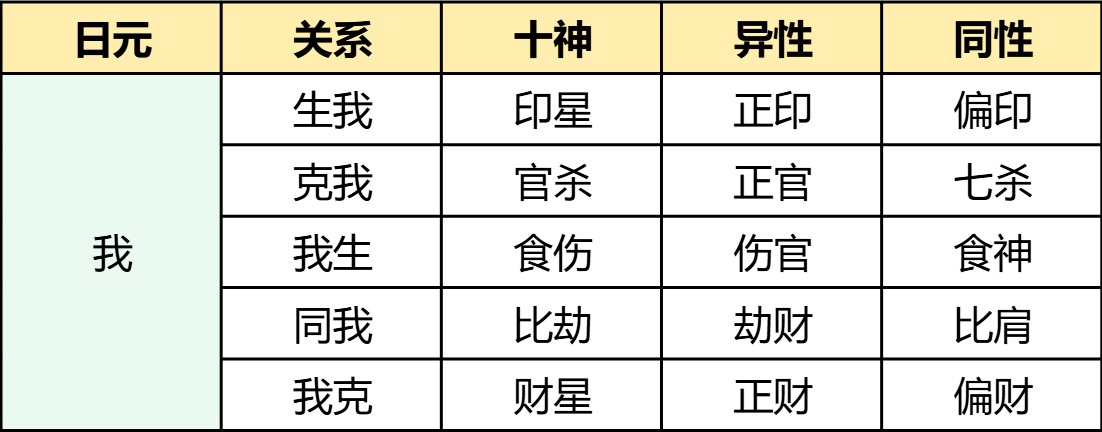 日元 关系 十神 异性 同性
生我 印星 正印 偏印
克我 官杀 正官 七杀
我 我生 食伤 伤官 食神
同我 比劫 劫财 比肩
我克 财星 正财 偏财